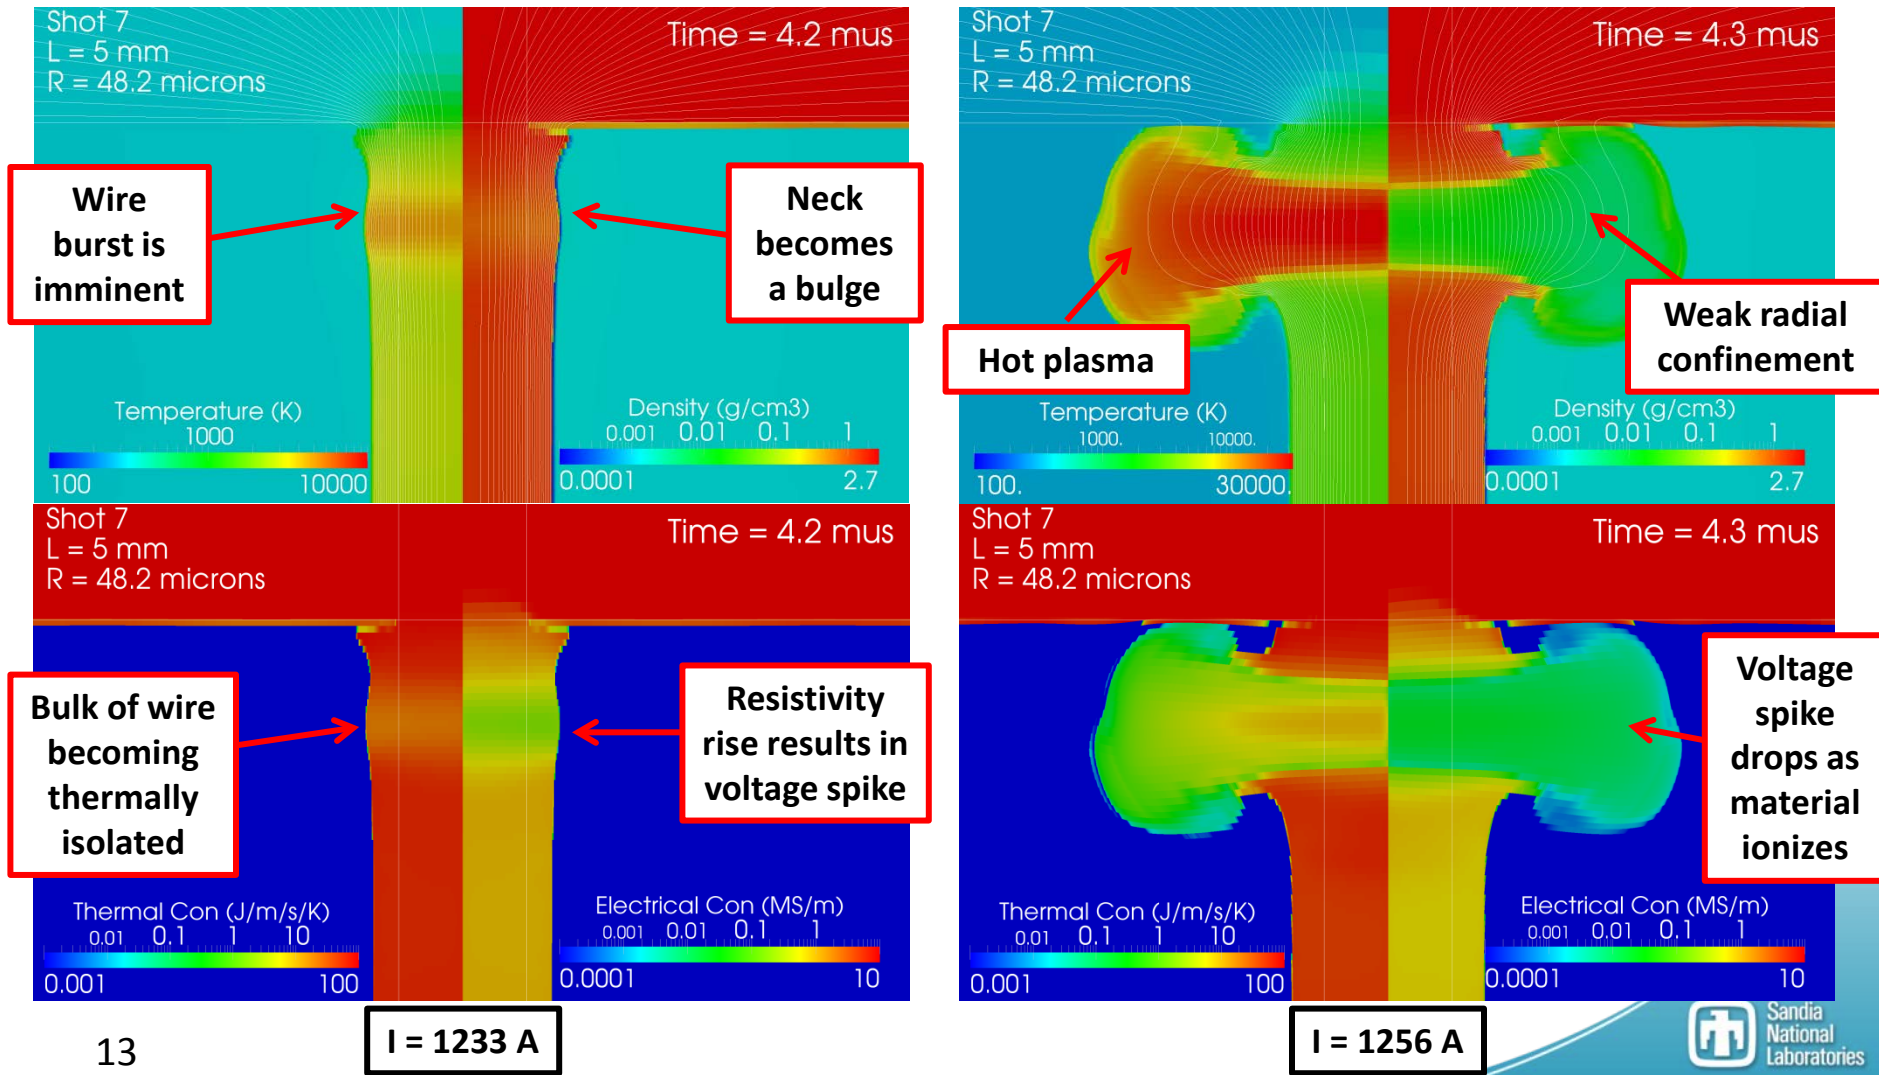 Shot 7
L = 5 mm
R = 48.2 microns
Time = 4.2 mus
Wire
burst is
imminent
Neck
becomes
a bulge
Temperature (K)
1000
100 10000
Density (g/cm3)
0.001 0.01 0.1 1
0.0001 2.7
Shot 7
L = 5 mm
R = 48.2 microns
Time = 4.3 mus
Hot plasma
Weak radial
confinement
Temperature (K)
1000. 10000.
100. 30000.
Density (g/cm3)
0.001 0.01 0.1 1
0.0001 2.7
Shot 7
L = 5 mm
R = 48.2 microns
Time = 4.2 mus
Bulk of wire
becoming
thermally
isolated
Resistivity
rise results in
voltage spike
Thermal Con (J/m/s/K)
0.01 0.1 1 10
0.001 100
Electrical Con (MS/m)
0.001 0.01 0.1 1
0.0001 10
Shot 7
L = 5 mm
R = 48.2 microns
Time = 4.3 mus
Voltage
spike
drops as
material
ionizes
Thermal Con (J/m/s/K)
0.01 0.1 1 10
0.001 100
Electrical Con (MS/m)
0.001 0.01 0.1 1
0.0001 10
13
I = 1233 A
I = 1256 A
Sandia
National
Laboratories